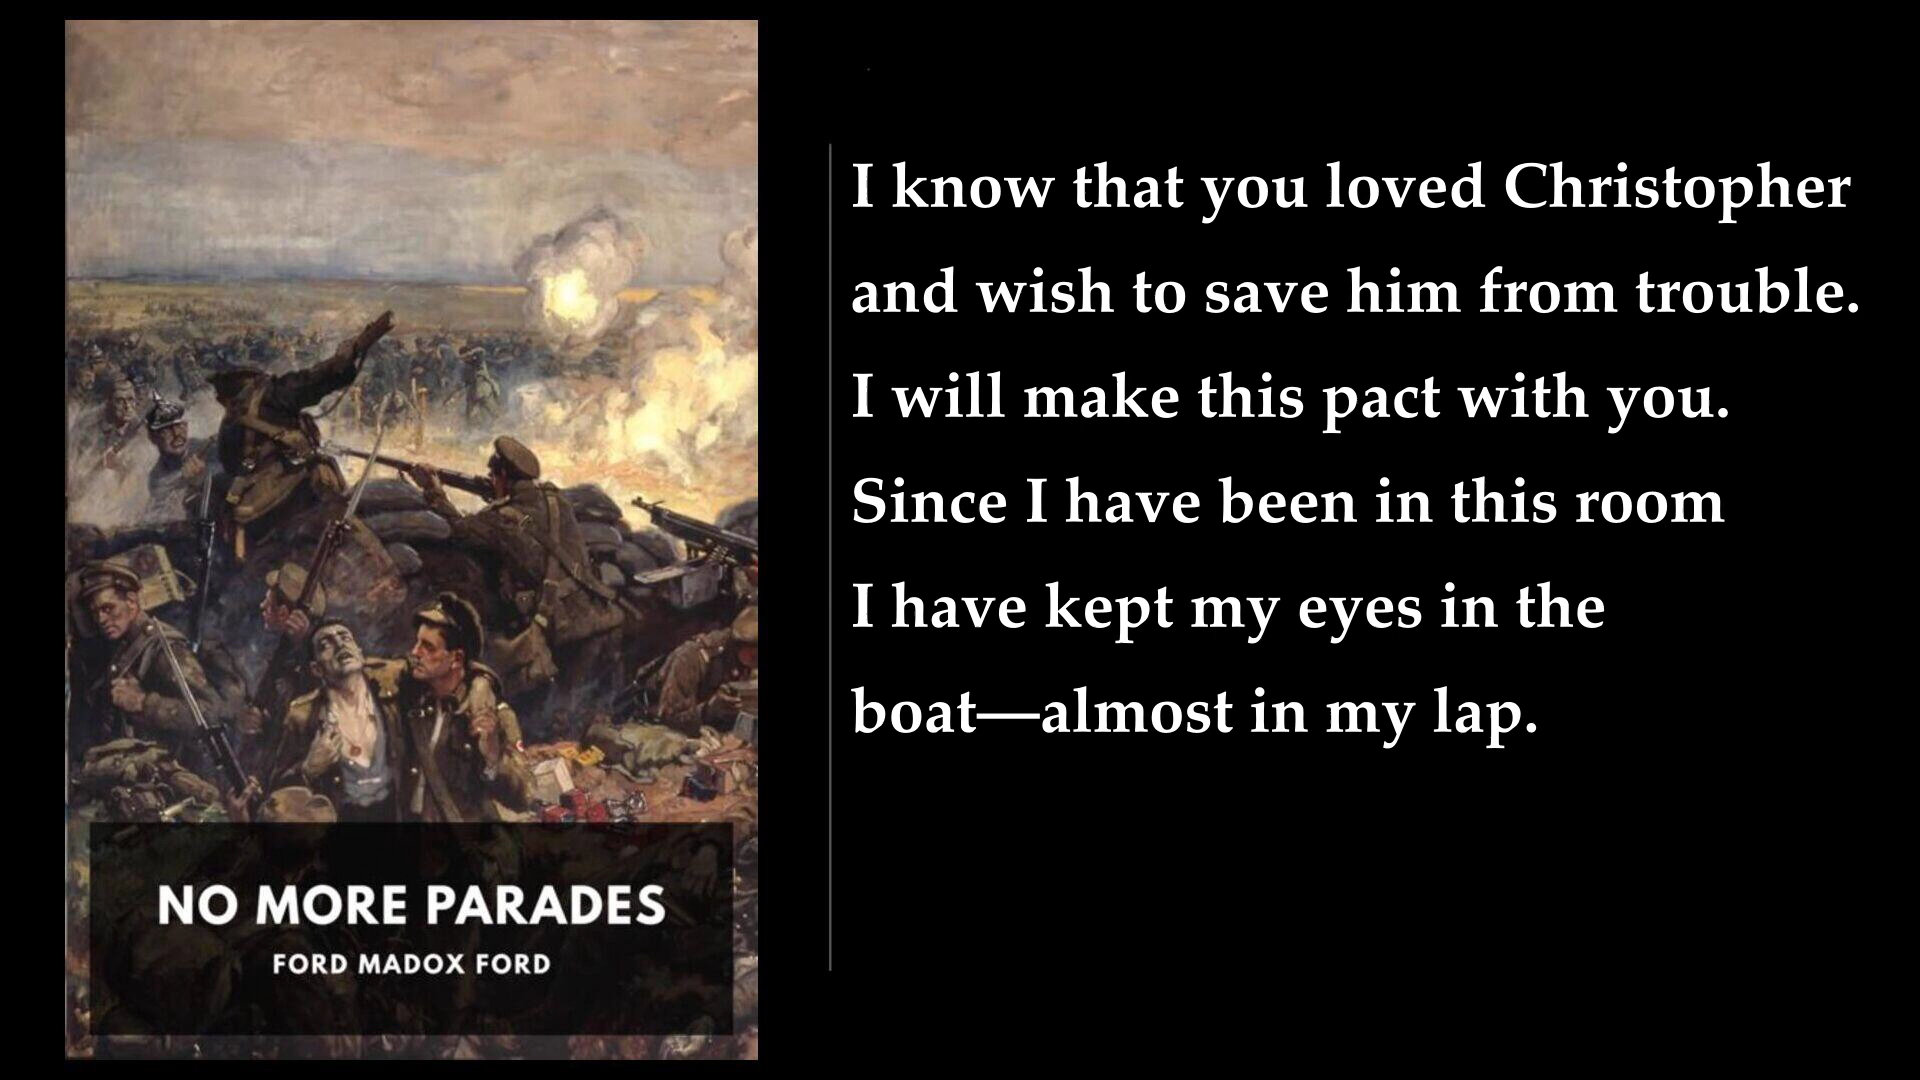 I know that you loved Christopher
and wish to save him from trouble.
I will make this pact with you.
Since I have been in this room
I have kept my eyes in the
boat—almost in my lap.
NO MORE PARADES
FORD MADOX FORD